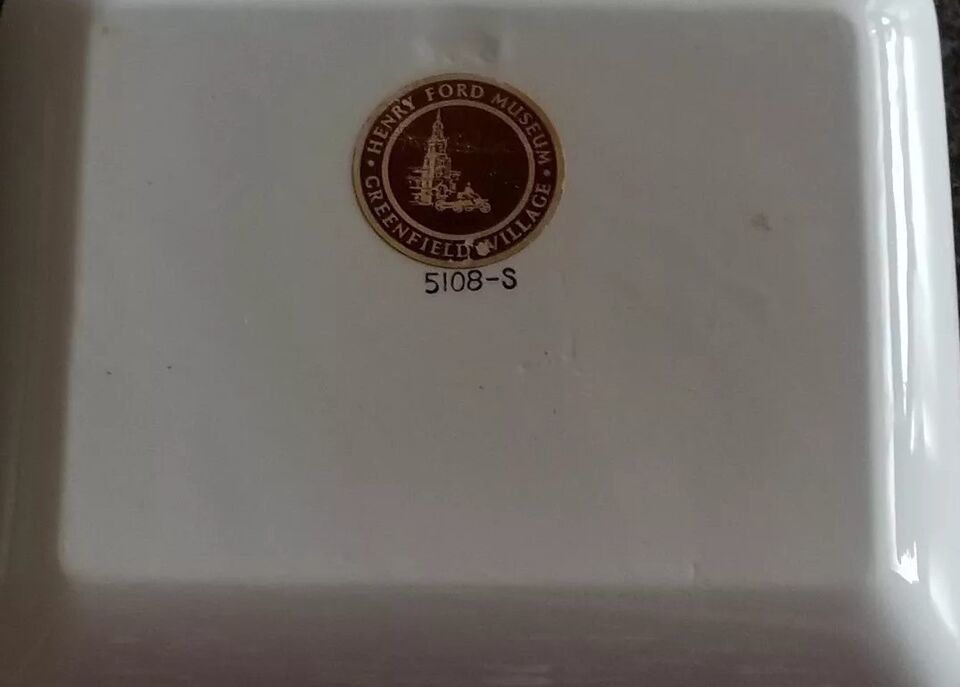 HENRY FORD MUSEUM
GREENFIELD VILLAGE
5108-S